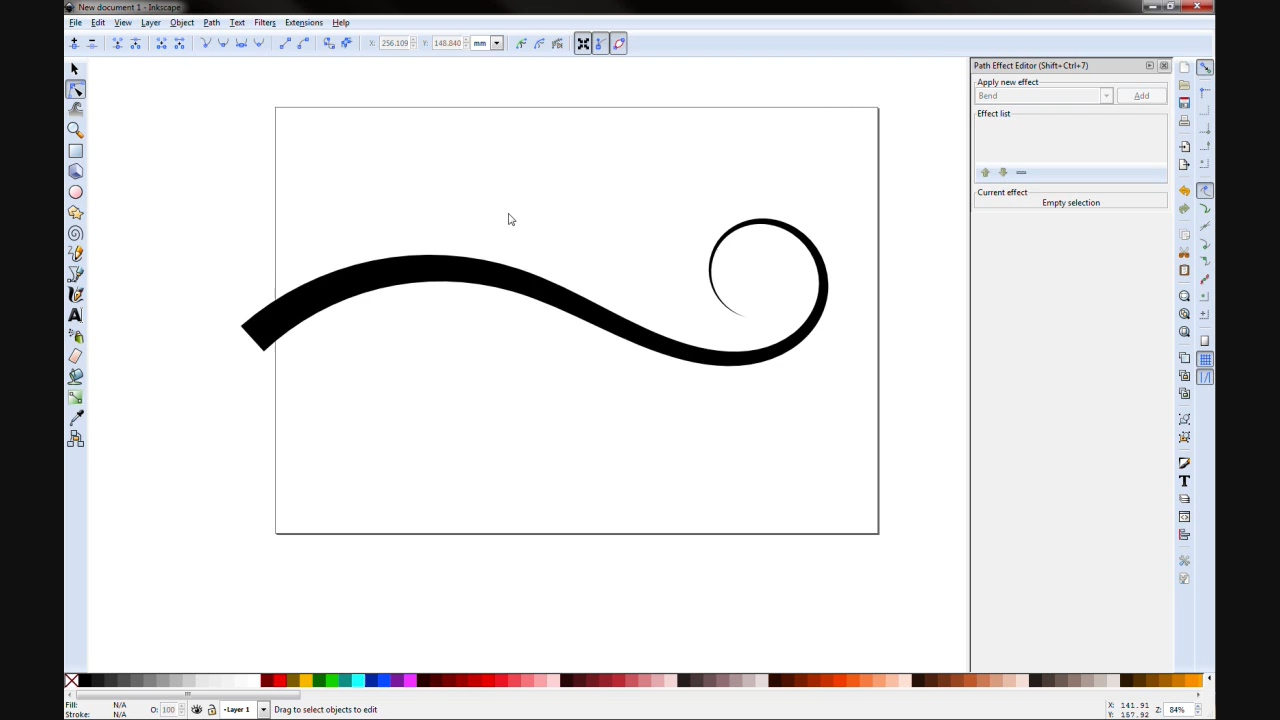 New document 1 - Inkscape
File Edit View Layer Object Path Text Filters Extensions Help
X: 256.109 Y: 148.840 mm
Path Effect Editor (Shift+Ctrl+7)
Apply new effect
Bend Add
Effect list
Current effect
Empty selection
Fill: N/A O: 100 Layer 1 Drag to select objects to edit X: 141.91 Z: 84%
Stroke: N/A Y: 167.92